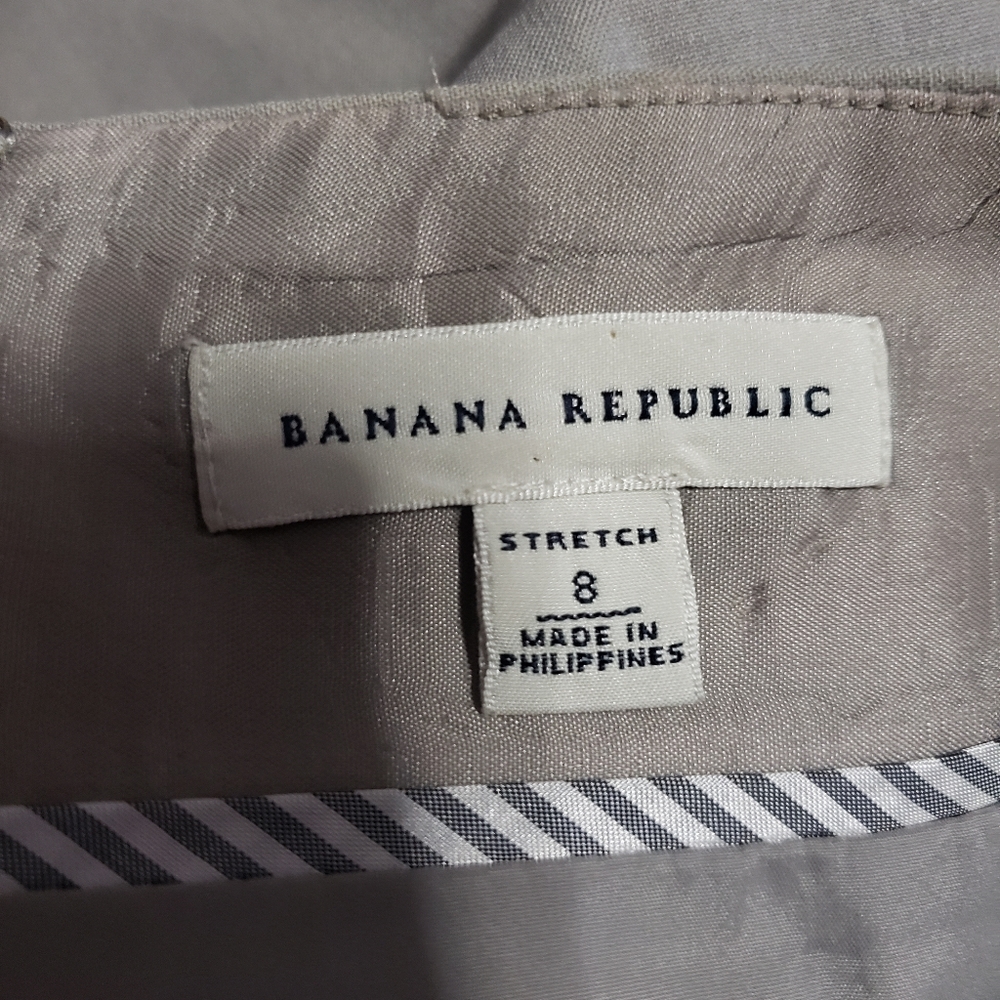 BANANA REPUBLIC
STRETCH
8
MADE IN
PHILIPPINES